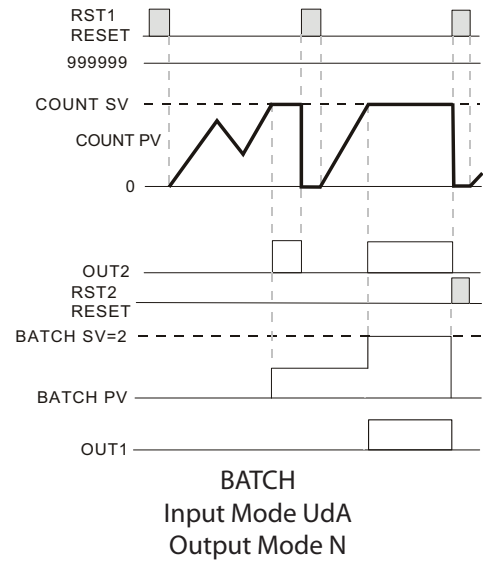 RST1
RESET
999999
COUNT SV
COUNT PV
0
OUT2
RST2
RESET
BATCH SV=2
BATCH PV
OUT1
BATCH
Input Mode UdA
Output Mode N